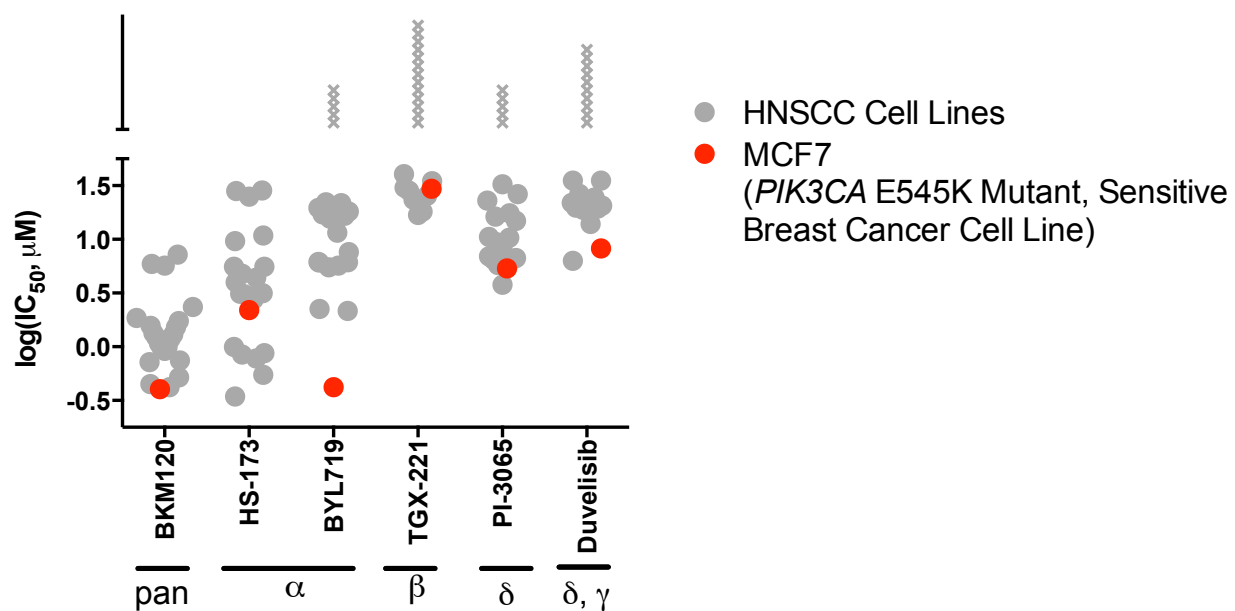 log(IC50, μM)
1.5
1.0
0.5
0.0
-0.5
BKM120
HS-173
BYL719
TGX-221
PI-3065
Duvelisib
pan
α
β
δ
δ, γ
HNSCC Cell Lines
MCF7
(PIK3CA E545K Mutant, Sensitive
Breast Cancer Cell Line)